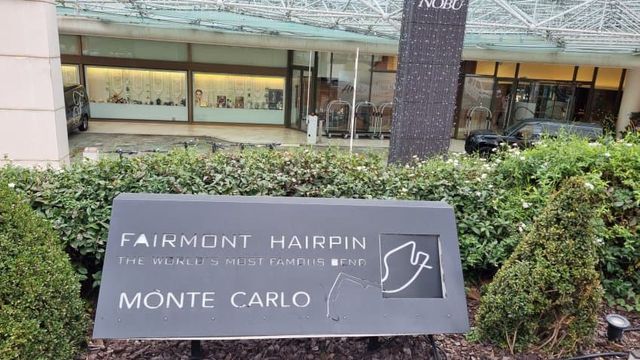 NOBU
FAIRMONT HAIRPIN
THE WORLD'S MOST FAMOUS BEND
MONTE CARLO